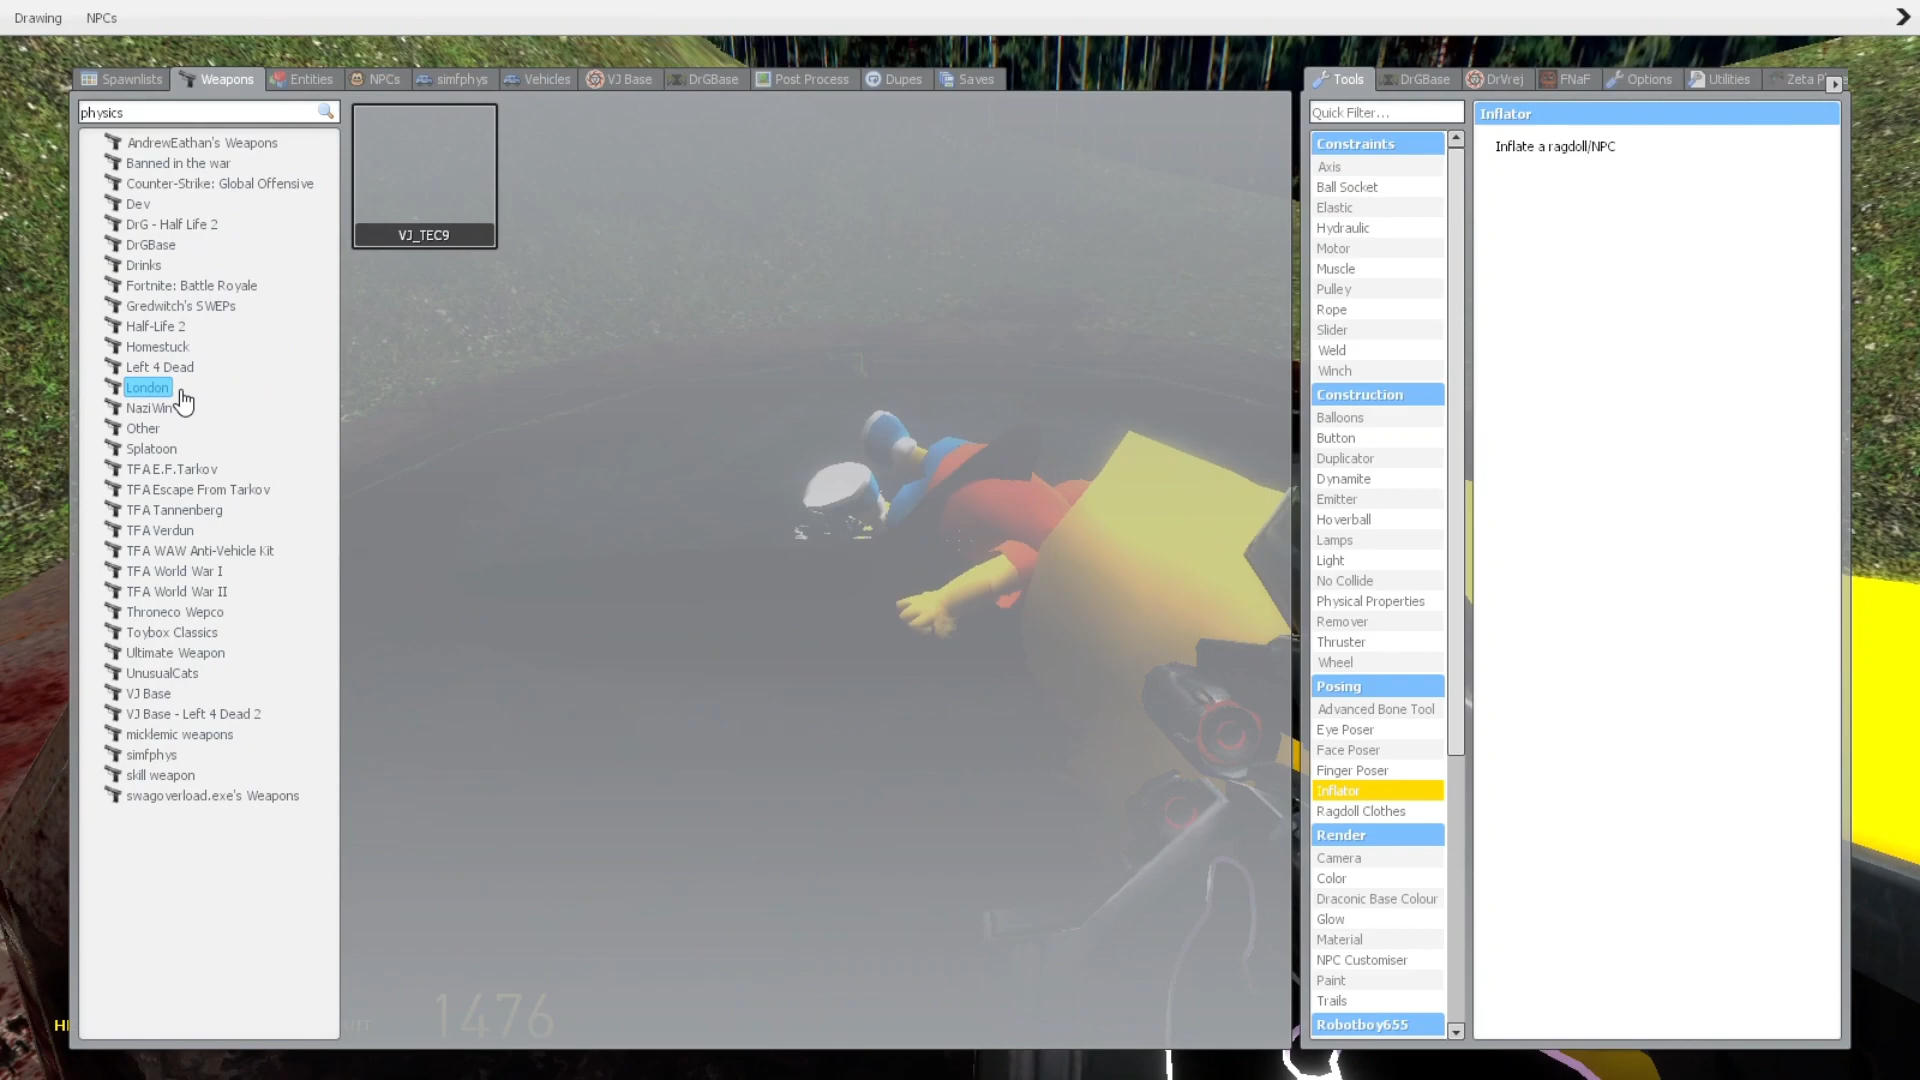 Drawing NPCs
Spawnlists Weapons Entities NPCs simfphys Vehicles VJ Base DrGBase Post Process Dupes Saves
Tools DrGBase DrVrej FNaF Options Utilities Zeta
physics
AndrewEathan's Weapons
Banned in the war
Counter-Strike: Global Offensive
Dev
DrG - Half Life 2
DrGBase
Drinks
Fortnite: Battle Royale
Gredwitch's SWEPs
Half-Life 2
Homestuck
Left 4 Dead
London
NaziWin
Other
Splatoon
TFA E.F.Tarkov
TFA Escape From Tarkov
TFA Tannenberg
TFA Verdun
TFA WAW Anti-Vehicle Kit
TFA World War I
TFA World War II
Throneco Wepco
Toybox Classics
Ultimate Weapon
UnusualCats
VJ Base
VJ Base - Left 4 Dead 2
micklemic weapons
simfphys
skill weapon
swagoverload.exe's Weapons
VJ_TEC9
1476
Quick Filter...
Constraints
Axis
Ball Socket
Elastic
Hydraulic
Motor
Muscle
Pulley
Rope
Slider
Weld
Winch
Construction
Balloons
Button
Duplicator
Dynamite
Emitter
Hoverball
Lamps
Light
No Collide
Physical Properties
Remover
Thruster
Wheel
Posing
Advanced Bone Tool
Eye Poser
Face Poser
Finger Poser
Inflator
Ragdoll Clothes
Render
Camera
Color
Draconic Base Colour
Glow
Material
NPC Customiser
Paint
Trails
Robotboy655
Inflator
Inflate a ragdoll/NPC